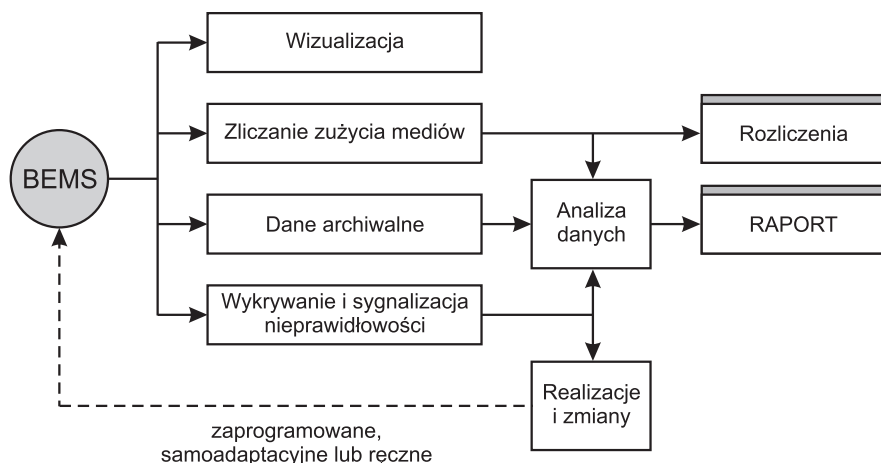 BEMS
Wizualizacja
Zliczanie zużycia mediów
Dane archiwalne
Wykrywanie i sygnalizacja
nieprawidłowości
Analiza
danych
Rozliczenia
RAPORT
Realizacje
i zmiany
zaprogramowane,
samoadaptacyjne lub ręczne